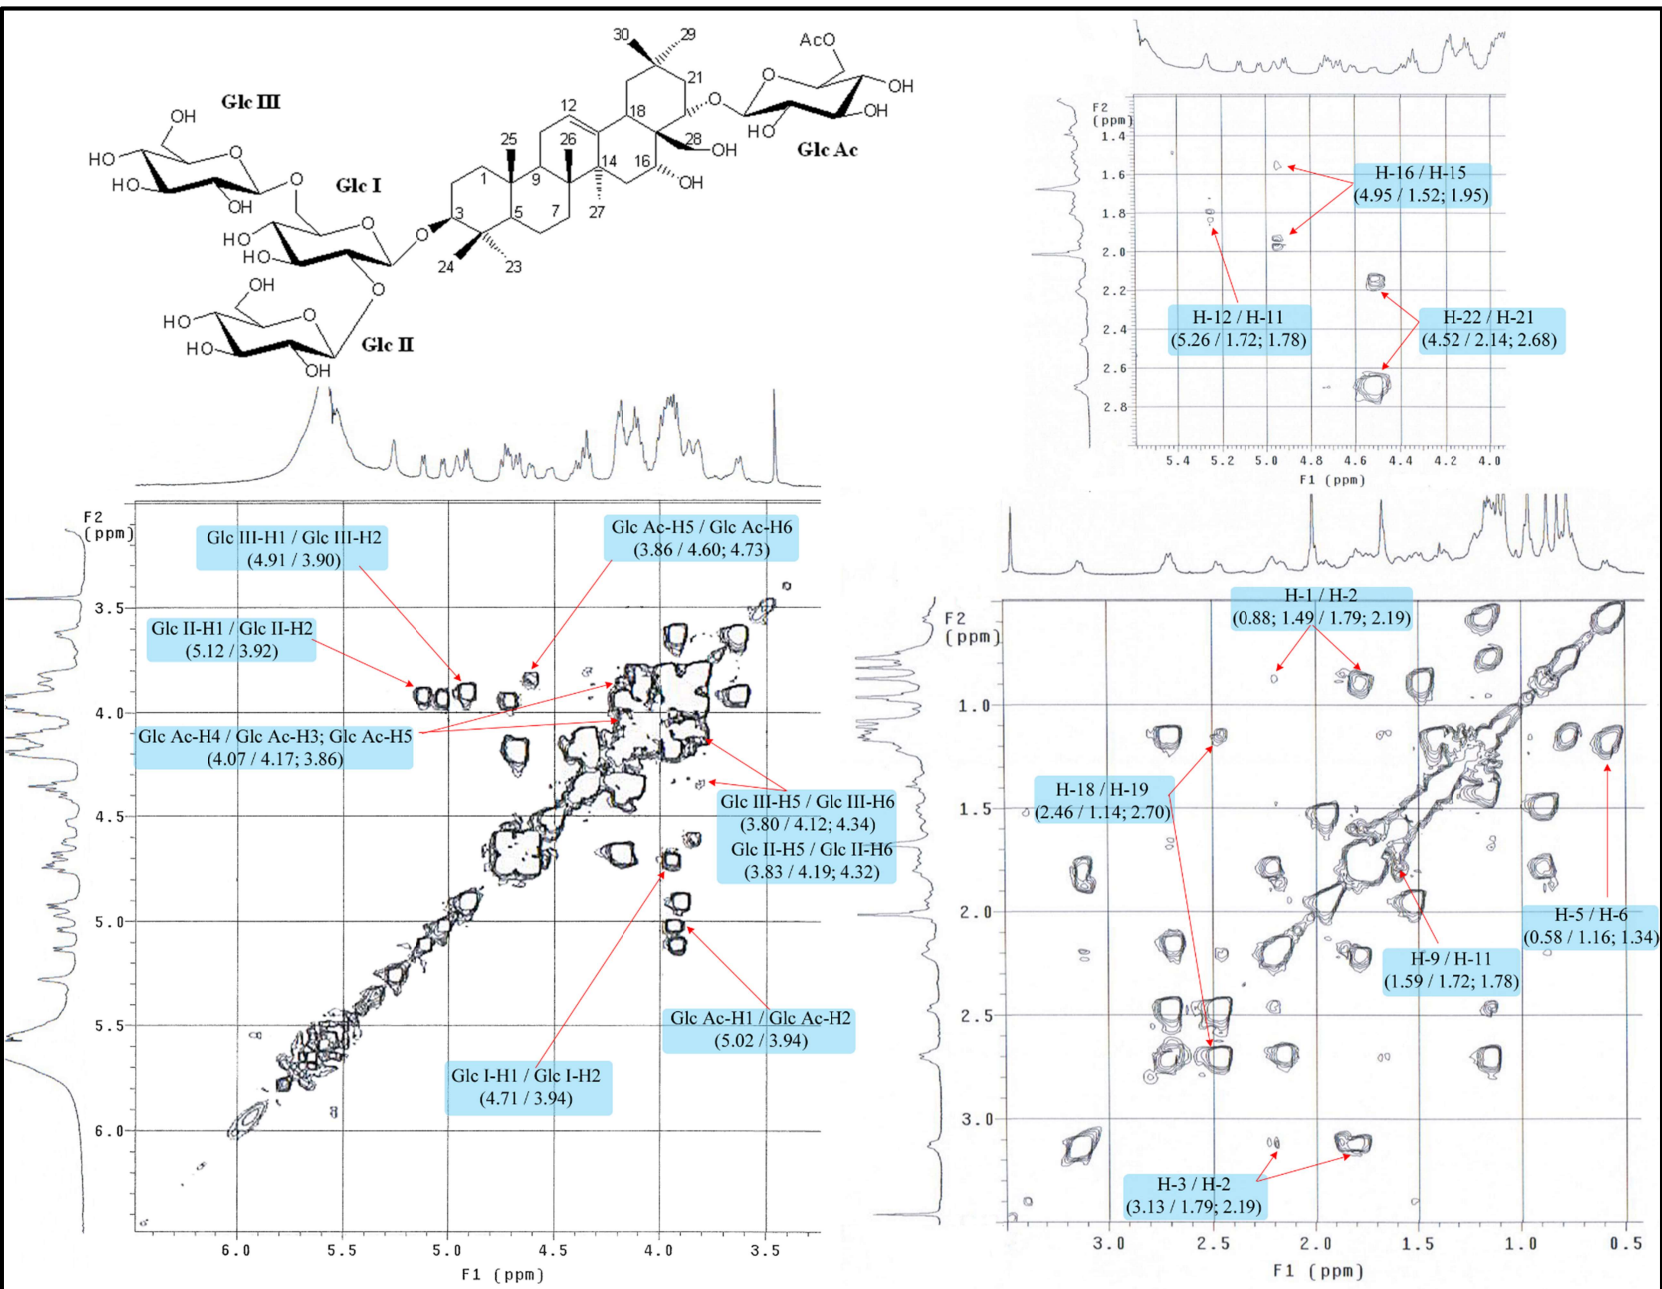 30
29
AcO
21
O
OH
Glc III
12
18
O
OH
OH
25
26
28
OH
HO
Glc Ac
HO
O
14
16
HO
O
Glc I
1
9
OH
HO
OH
O
3
5
7
27
HO
HO
O
24
23
OH
O
HO
O
HO
Glc II
OH
F2
(ppm)
1.4
1.6
1.8
2.0
2.2
2.4
2.6
2.8
H-16 / H-15
(4.95 / 1.52; 1.95)
H-12 / H-11
(5.26 / 1.72; 1.78)
H-22 / H-21
(4.52 / 2.14; 2.68)
5.4 5.2 5.0 4.8 4.6 4.4 4.2 4.0
F1 (ppm)
F2
(ppm)
3.5
4.0
4.5
5.0
5.5
6.0
Glc III-H1 / Glc III-H2
(4.91 / 3.90)
Glc Ac-H5 / Glc Ac-H6
(3.86 / 4.60; 4.73)
Glc II-H1 / Glc II-H2
(5.12 / 3.92)
Glc Ac-H4 / Glc Ac-H3; Glc Ac-H5
(4.07 / 4.17; 3.86)
Glc III-H5 / Glc III-H6
(3.80 / 4.12; 4.34)
Glc II-H5 / Glc II-H6
(3.83 / 4.19; 4.32)
Glc Ac-H1 / Glc Ac-H2
(5.02 / 3.94)
Glc I-H1 / Glc I-H2
(4.71 / 3.94)
6.0 5.5 5.0 4.5 4.0 3.5
F1 (ppm)
F2
(ppm)
1.0
1.5
2.0
2.5
3.0
H-1 / H-2
(0.88; 1.49 / 1.79; 2.19)
H-18 / H-19
(2.46 / 1.14; 2.70)
H-5 / H-6
(0.58 / 1.16; 1.34)
H-9 / H-11
(1.59 / 1.72; 1.78)
H-3 / H-2
(3.13 / 1.79; 2.19)
3.0 2.5 2.0 1.5 1.0 0.5
F1 (ppm)